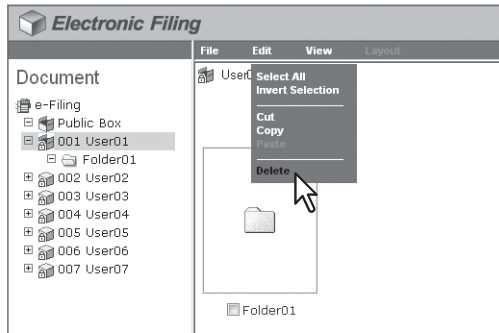 Electronic Filing
File Edit View Layout
Document
e-Filing
Public Box
001 User01
Folder01
002 User02
003 User03
004 User04
005 User05
006 User06
007 User07
Select All
Invert Selection
Cut
Copy
Paste
Delete
Folder01